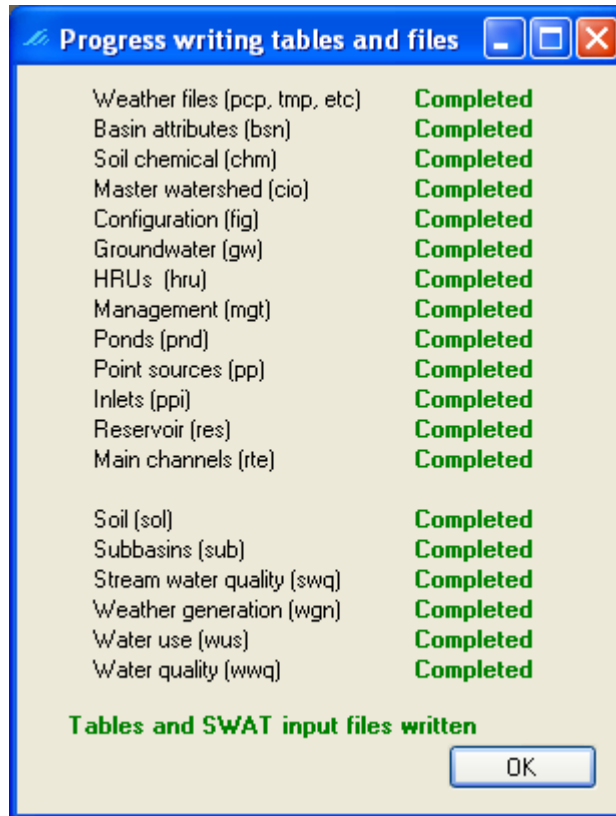 Progress writing tables and files
Weather files (pcp, tmp, etc) Completed
Basin attributes (bsn) Completed
Soil chemical (chm) Completed
Master watershed (cio) Completed
Configuration (fig) Completed
Groundwater (gw) Completed
HRUs (hru) Completed
Management (mgt) Completed
Ponds (pnd) Completed
Point sources (pp) Completed
Inlets (ppi) Completed
Reservoir (res) Completed
Main channels (rte) Completed
Soil (sol) Completed
Subbasins (sub) Completed
Stream water quality (swq) Completed
Weather generation (wgn) Completed
Water use (wus) Completed
Water quality (wwq) Completed
Tables and SWAT input files written
OK